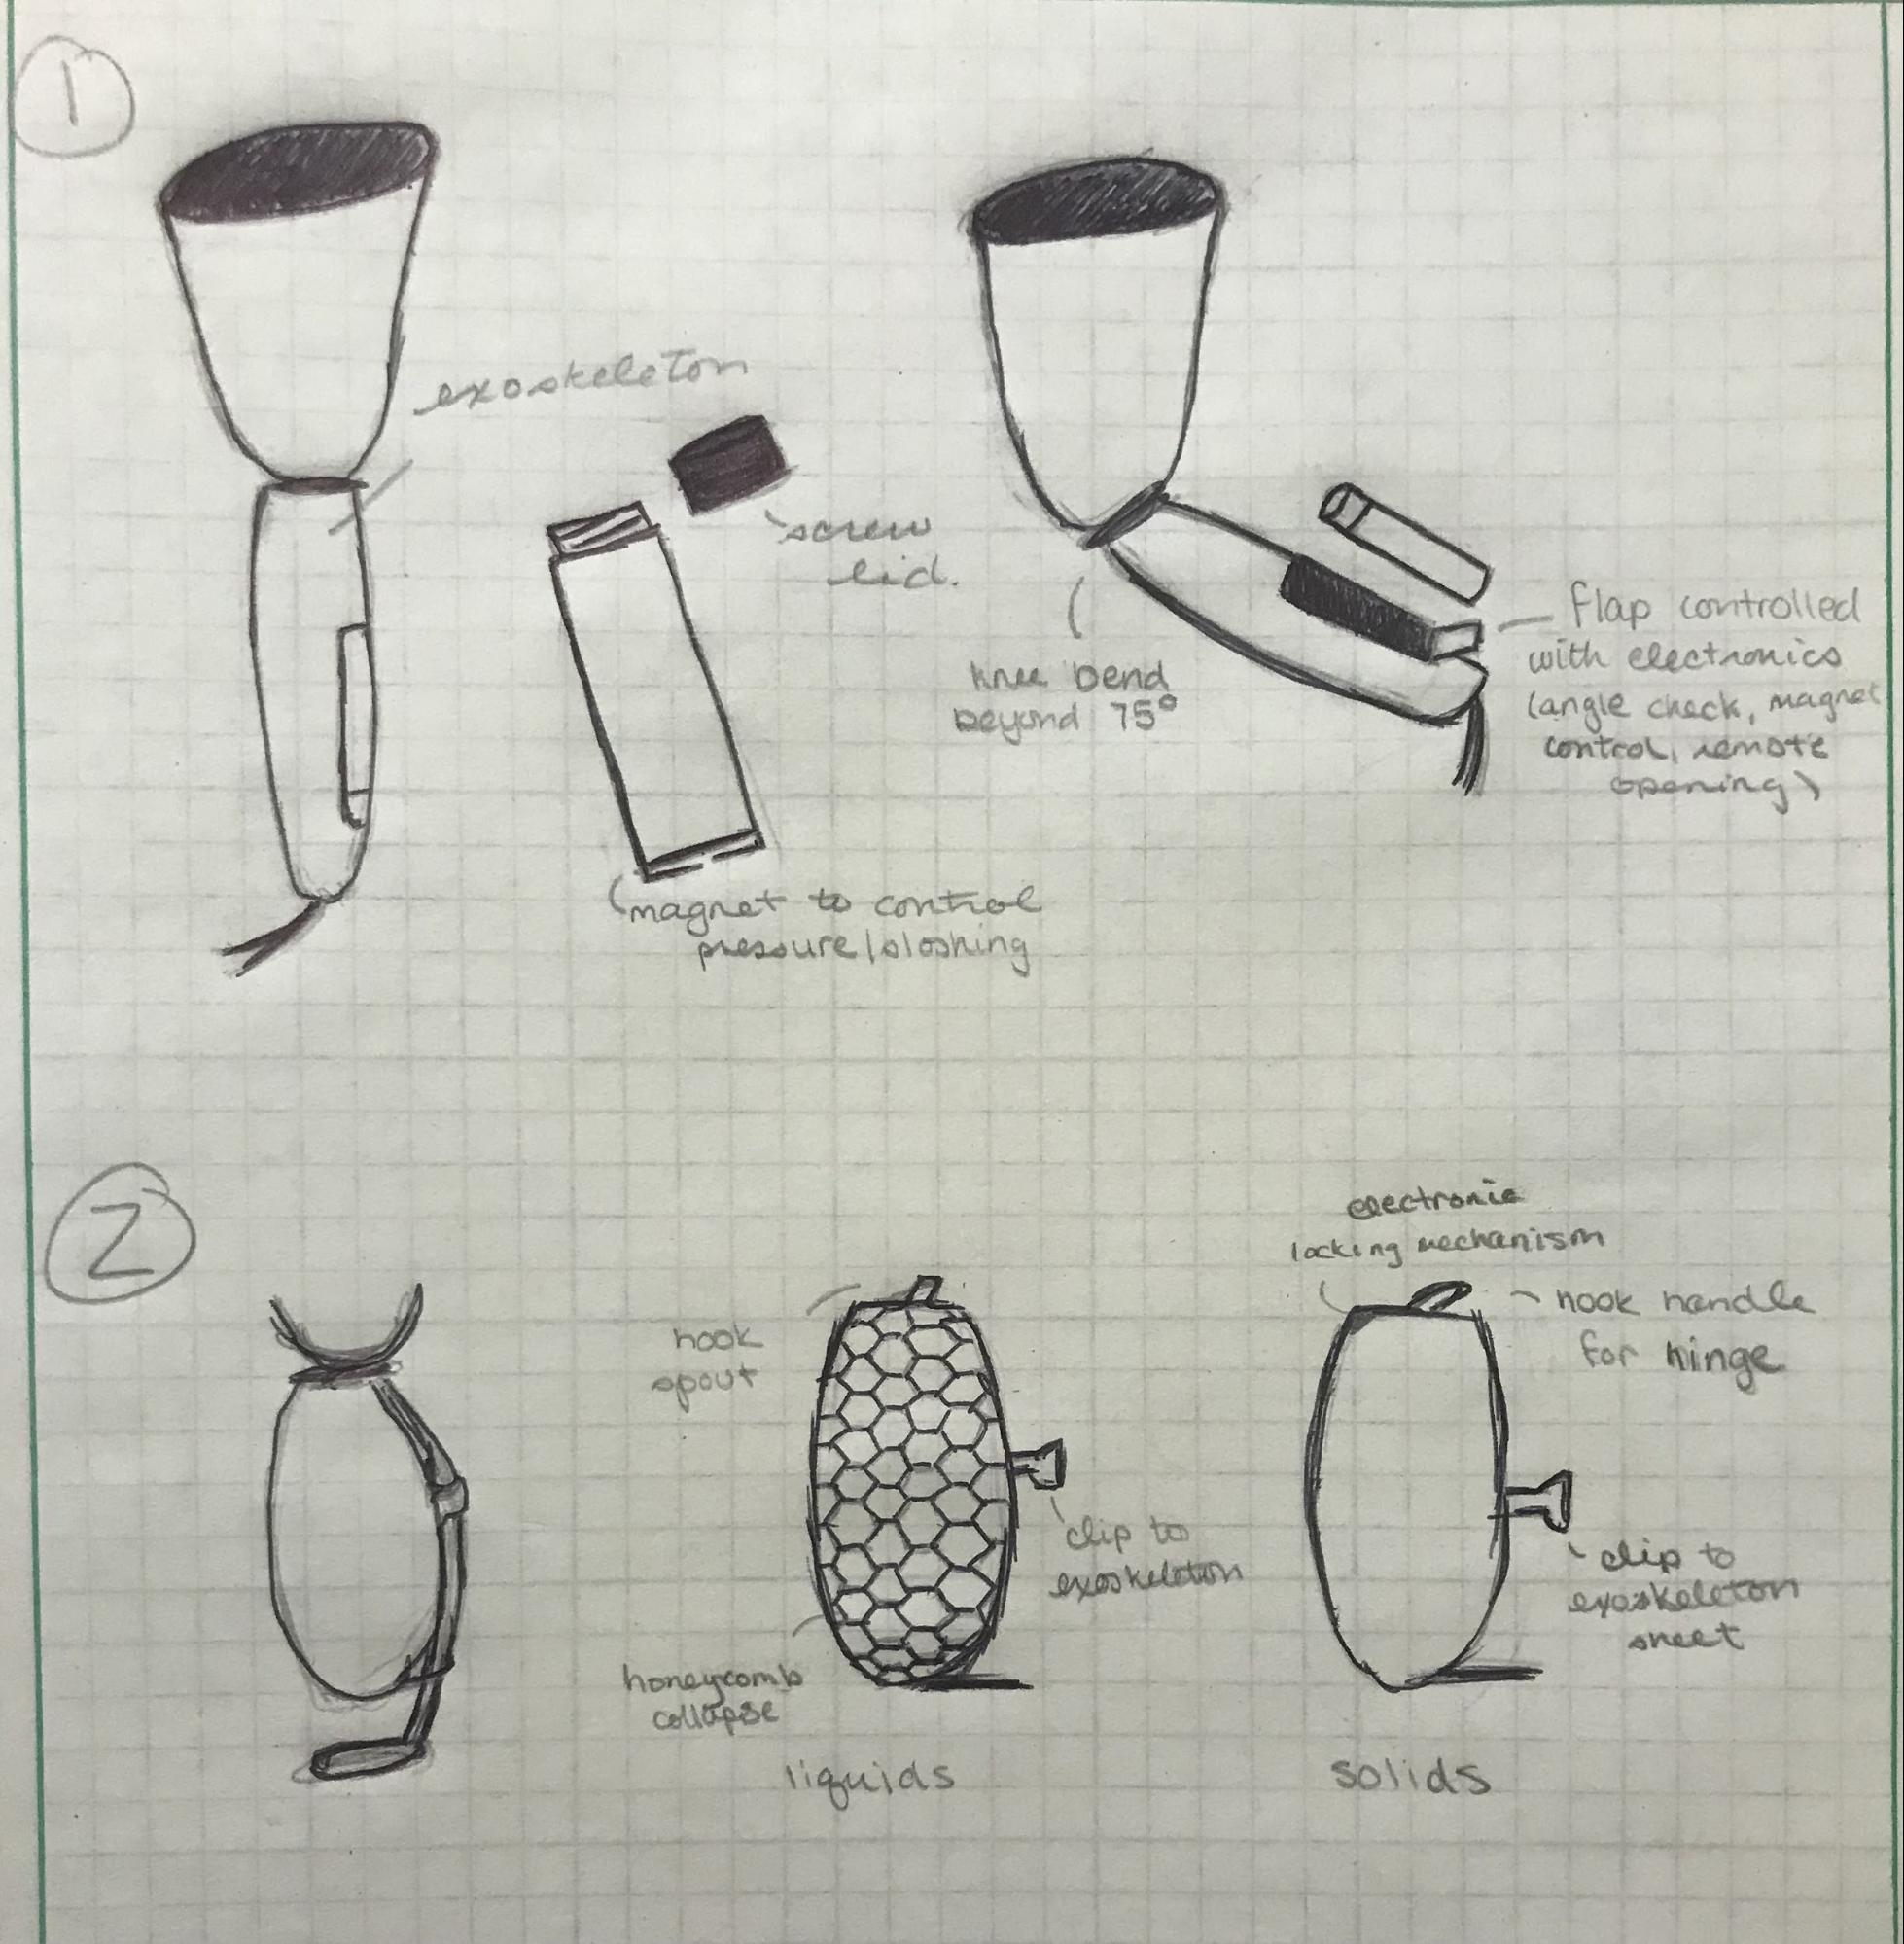 1
exoskeleton
screw
lid.
magnet to control
pressure/sloshing
knee bend
beyond 75°
flap controlled
with electronics
(angle check, magnet
control, remote
opening)
2
hook
spout
honeycomb
collapse
clip to
exoskeleton
liquids
electronic
locking mechanism
hook handle
for hinge
clip to
exoskeleton
sheet
solids